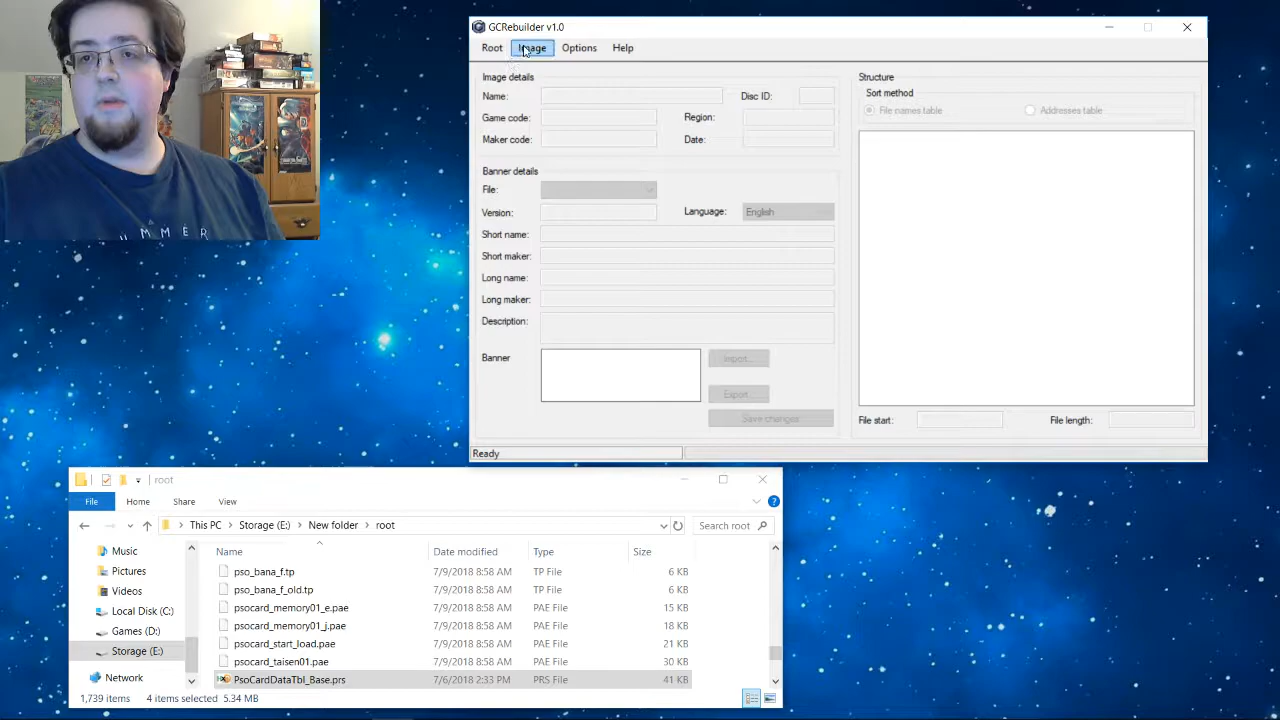 UMMER
GCRebuilder v1.0
Root Image Options Help
Image details
Name: Disc ID:
Game code: Region:
Maker code: Date:
Banner details
File:
Version: Language: English
Short name:
Short maker:
Long name:
Long maker:
Description:
Banner Import...
Export...
Save changes
Structure
Sort method
File names table Addresses table
File start: File length:
Ready
root
File Home Share View
This PC > Storage (E:) > New folder > root Search root
Music
Pictures
Videos
Local Disk (C:)
Games (D:)
Storage (E:)
Network
Name Date modified Type Size
pso_bana_f.tp 7/9/2018 8:58 AM TP File 6 KB
pso_bana_f_old.tp 7/9/2018 8:58 AM TP File 6 KB
psocard_memory01_e.pae 7/9/2018 8:58 AM PAE File 15 KB
psocard_memory01_j.pae 7/9/2018 8:58 AM PAE File 18 KB
psocard_start_load.pae 7/9/2018 8:58 AM PAE File 21 KB
psocard_taisen01.pae 7/9/2018 8:58 AM PAE File 30 KB
PsoCardDataTbl_Base.prs 7/6/2018 2:33 PM PRS File 41 KB
1,739 items 4 items selected 5.34 MB